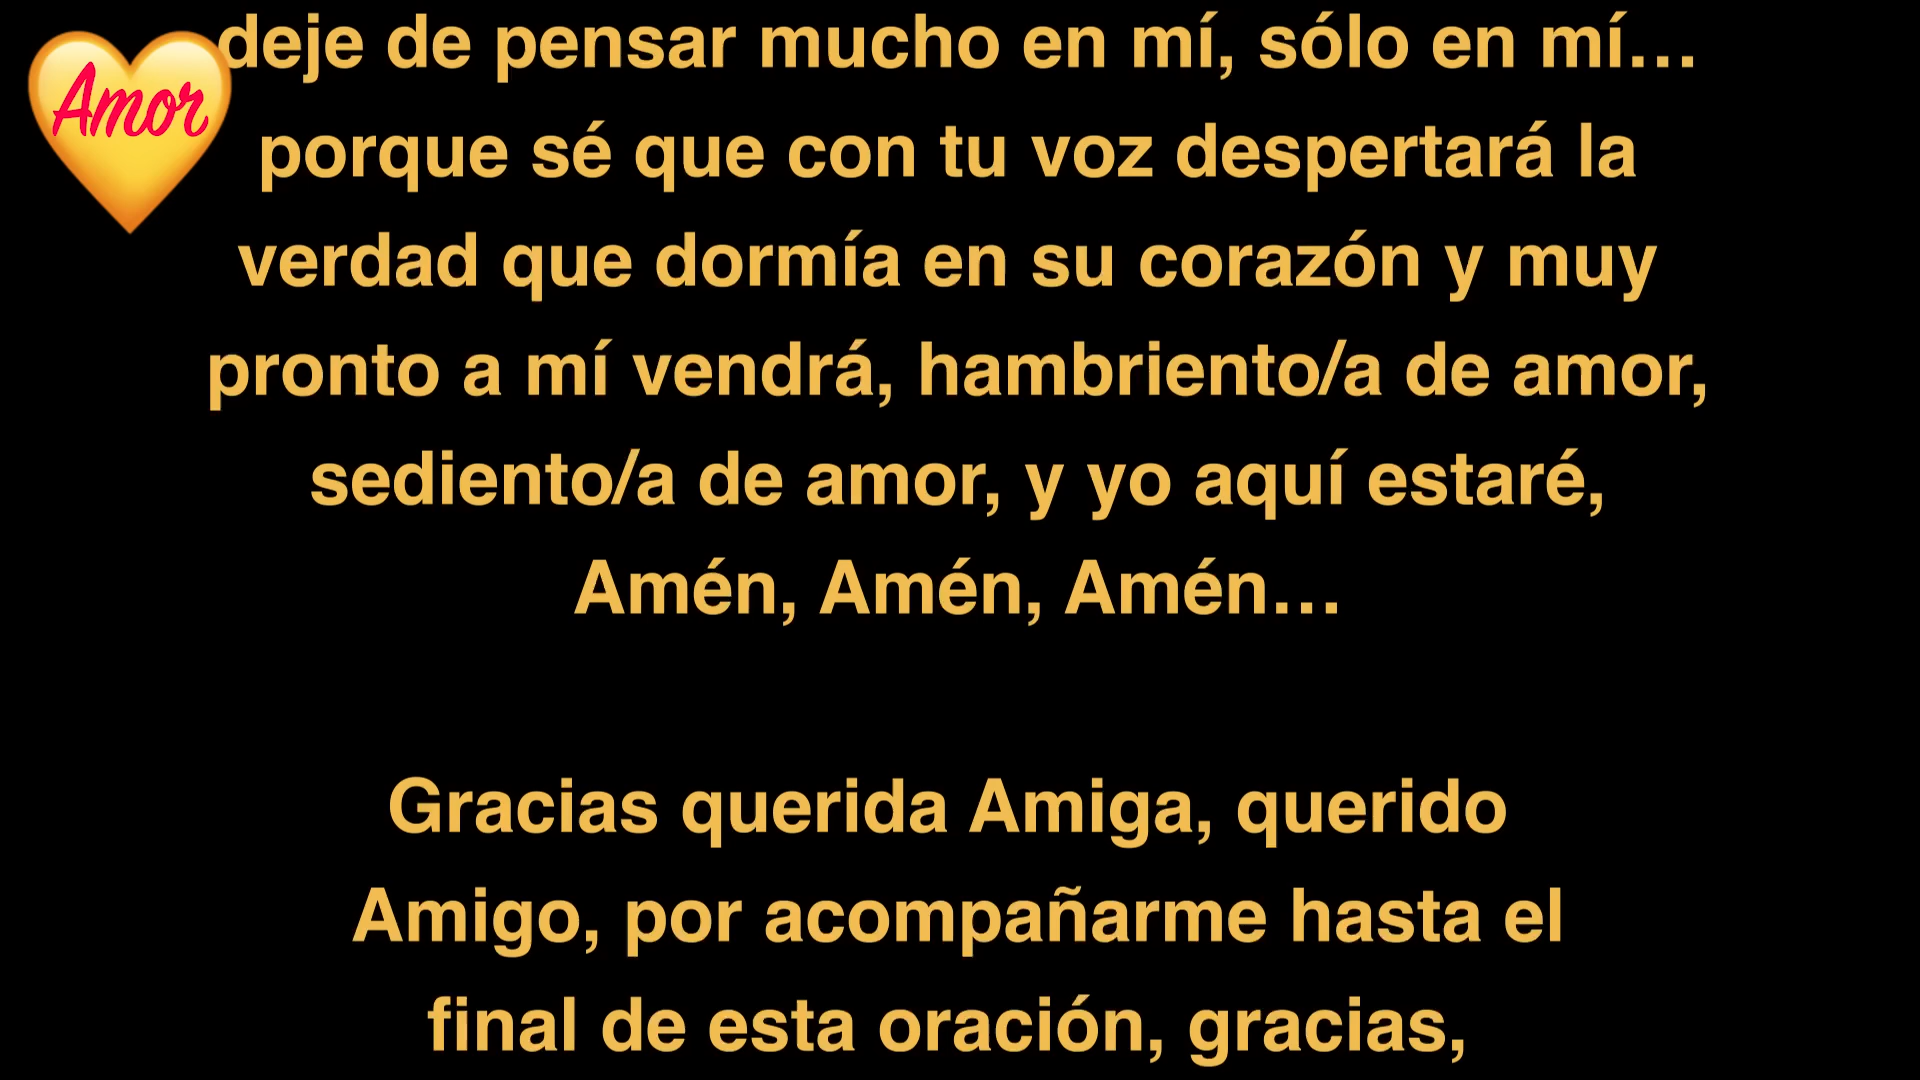 Amor
deje de pensar mucho en mí, sólo en mí...
porque sé que con tu voz despertará la
verdad que dormía en su corazón y muy
pronto a mí vendrá, hambriento/a de amor,
sediento/a de amor, y yo aquí estaré,
Amén, Amén, Amén...
Gracias querida Amiga, querido
Amigo, por acompañarme hasta el
final de esta oración, gracias,